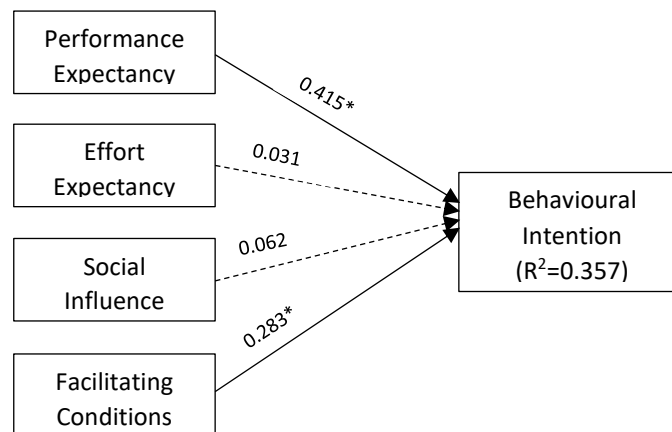 Performance
Expectancy
0.415*
Effort
Expectancy
0.031
Behavioural
Intention
(R²=0.357)
0.062
Social
Influence
0.283*
Facilitating
Conditions